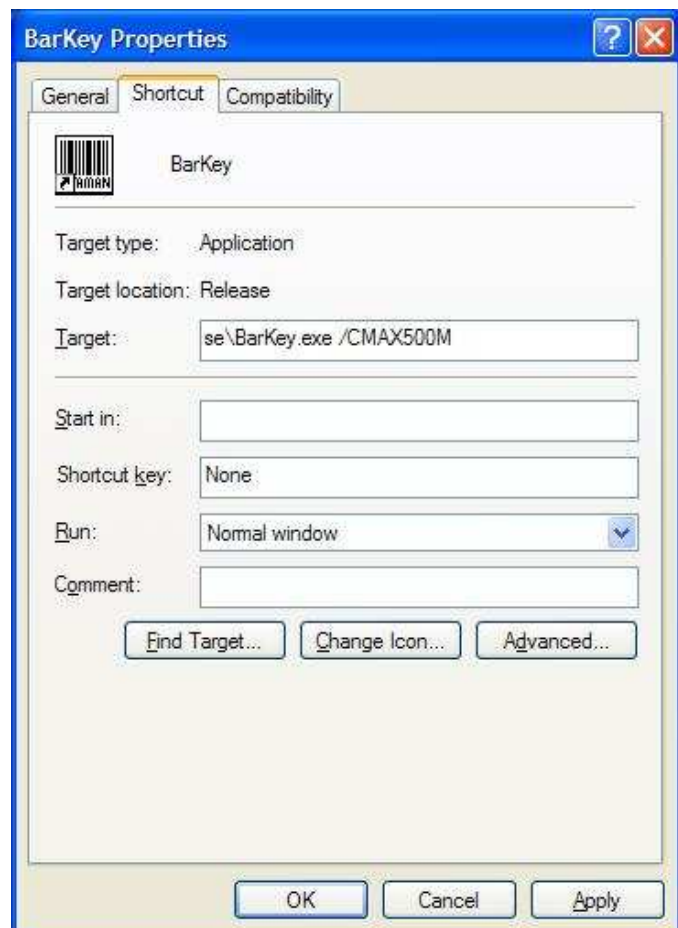 BarKey Properties
General Shortcut Compatibility
AMAN
BarKey
Target type: Application
Target location: Release
Target: se\BarKey.exe /CMAX500M
Start in:
Shortcut key: None
Run: Normal window
Comment:
Find Target... Change Icon... Advanced...
OK Cancel Apply